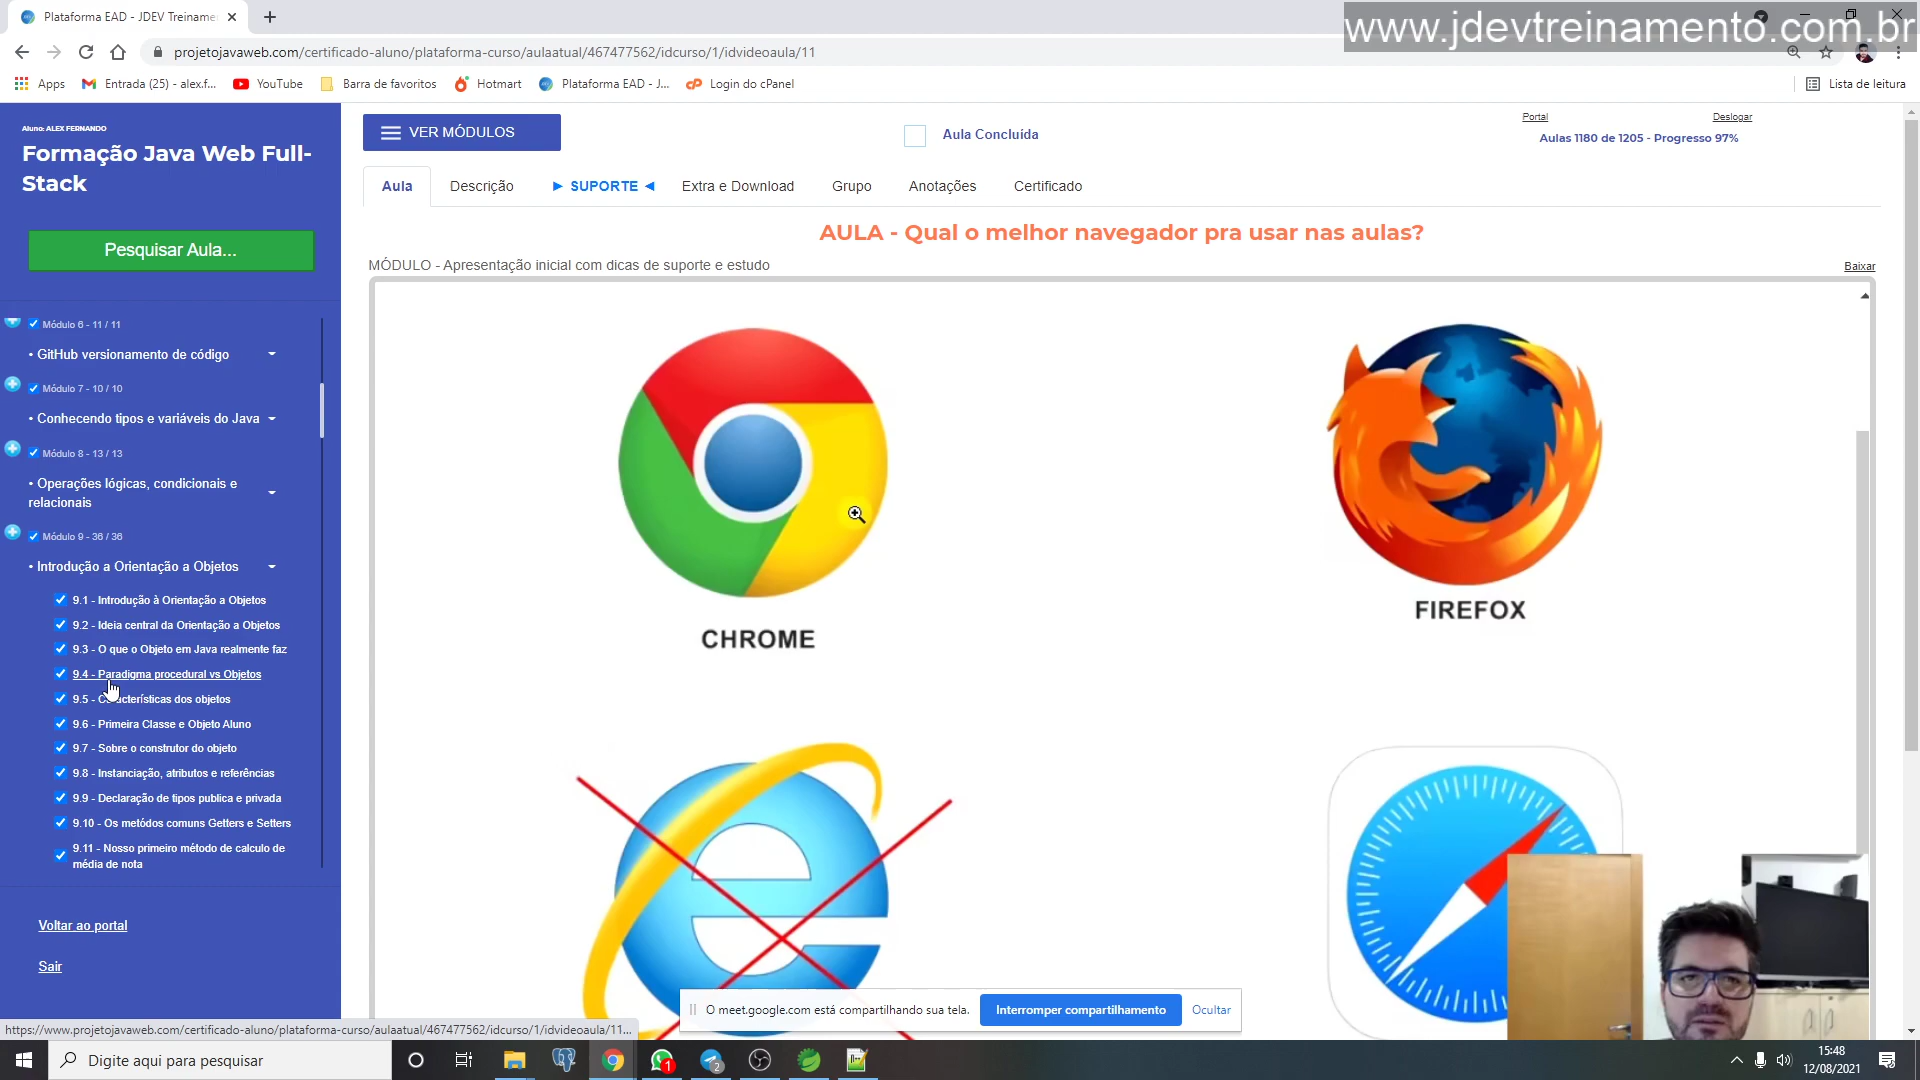 Plataforma EAD - JDEV Treiname
www.jdevtreinamento.com.br
projetojavaweb.com/certificado-aluno/plataforma-curso/aulaatual/467477562/idcurso/1/idvideoaula/11
Apps
Entrada (25) - alex.f...
YouTube
Barra de favoritos
Hotmart
Plataforma EAD - J...
Login do cPanel
Lista de leitura
Aluno: ALEX FERNANDO
Formação Java Web Full-
Stack
Pesquisar Aula...
Módulo 6 - 11 / 11
• GitHub versionamento de código
Módulo 7 - 10 / 10
• Conhecendo tipos e variáveis do Java
Módulo 8 - 13 / 13
• Operações lógicas, condicionais e
relacionais
Módulo 9 - 36 / 36
• Introdução a Orientação a Objetos
9.1 - Introdução à Orientação a Objetos
9.2 - Ideia central da Orientação a Objetos
9.3 - O que o Objeto em Java realmente faz
9.4 - Paradigma procedural vs Objetos
9.5 - Características dos objetos
9.6 - Primeira Classe e Objeto Aluno
9.7 - Sobre o construtor do objeto
9.8 - Instanciação, atributos e referências
9.9 - Declaração de tipos publica e privada
9.10 - Os metódos comuns Getters e Setters
9.11 - Nosso primeiro método de calculo de
média de nota
Voltar ao portal
Sair
VER MÓDULOS
Aula Concluída
Portal
Deslogar
Aulas 1180 de 1205 - Progresso 97%
Aula
Descrição
► SUPORTE ◄
Extra e Download
Grupo
Anotações
Certificado
AULA - Qual o melhor navegador pra usar nas aulas?
MÓDULO - Apresentação inicial com dicas de suporte e estudo
Baixar
CHROME
FIREFOX
O meet.google.com está compartilhando sua tela.
Interromper compartilhamento
Ocultar
https://www.projetojavaweb.com/certificado-aluno/plataforma-curso/aulaatual/467477562/idcurso/1/idvideoaula/11...
Digite aqui para pesquisar
1
2
15:48
12/08/2021